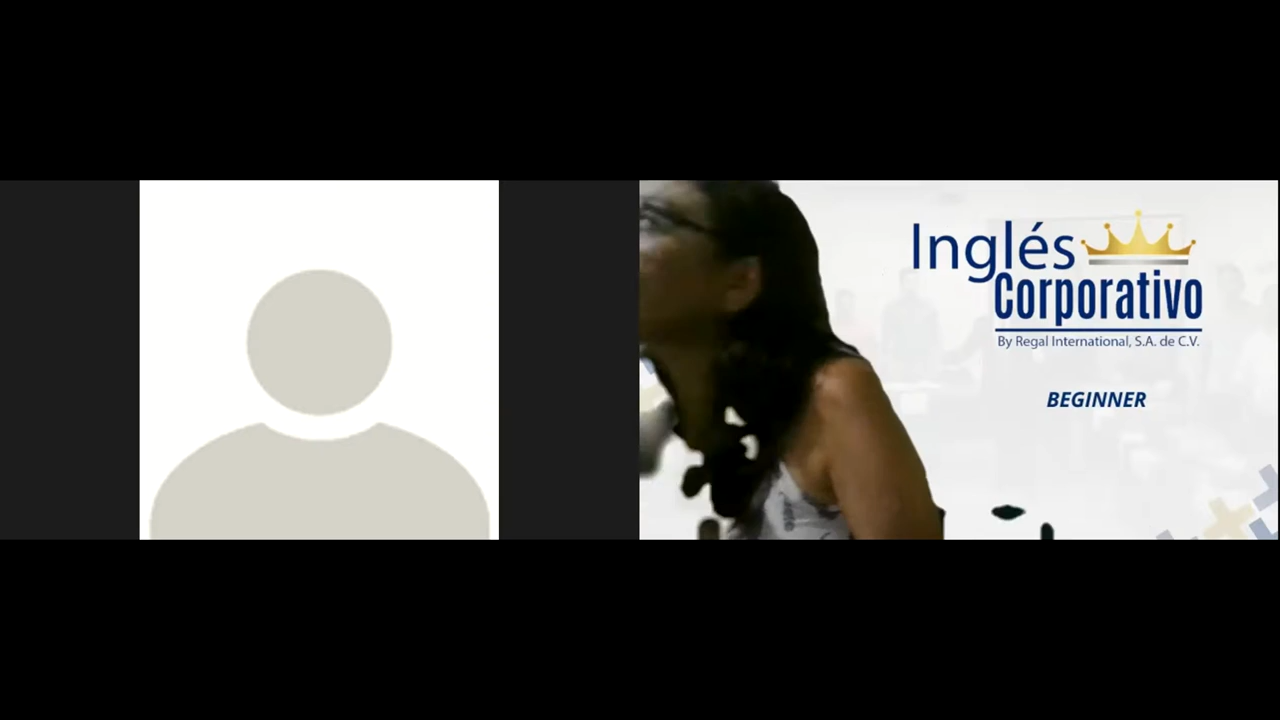 Inglés
Corporativo
By Regal International, S.A. de C.V.
BEGINNER